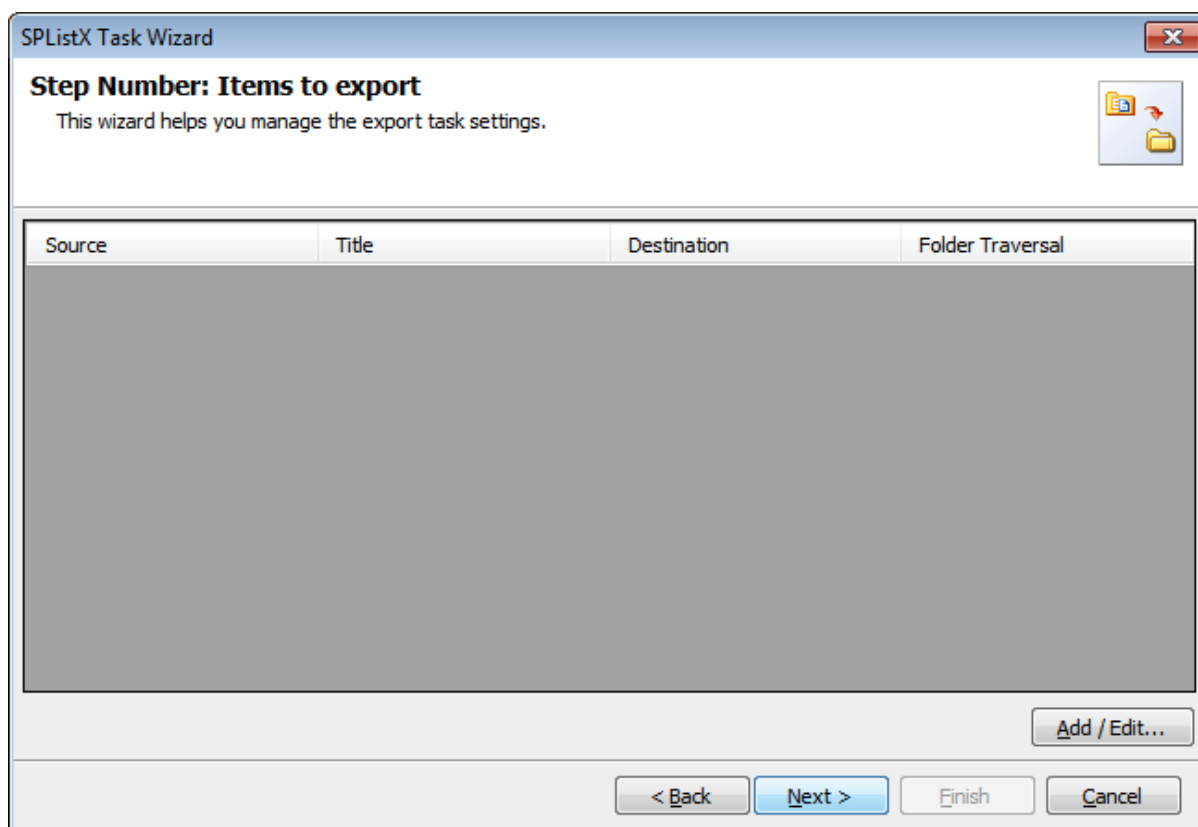 SPListX Task Wizard
Step Number: Items to export
This wizard helps you manage the export task settings.
Source Title Destination Folder Traversal
Add / Edit...
< Back Next > Finish Cancel